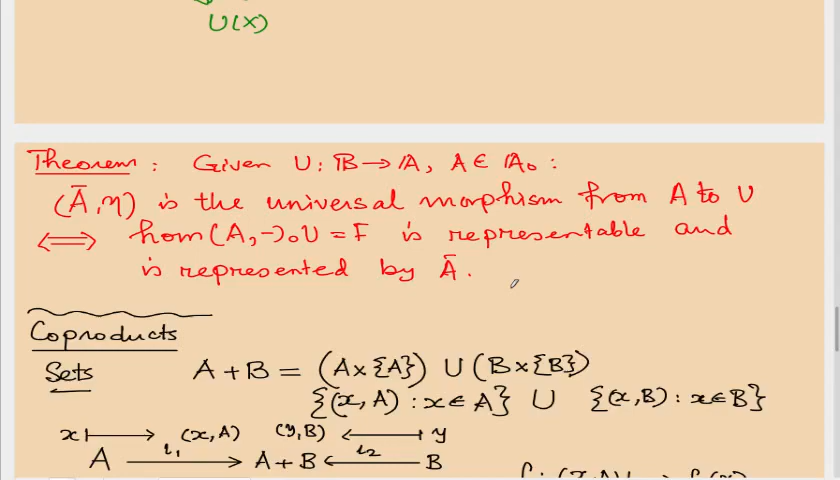 U(X)
Theorem : Given U : 𝔹 → 𝔸, A ∈ 𝔸₀ :
(Ā, η) is the universal morphism from A to U
⟺ hom(A, −)∘U = F is representable and
is represented by Ā.
Coproducts
Sets A + B = (A × {A}) ∪ (B × {B})
{(x, A) : x ∈ A} ∪ {(x, B) : x ∈ B}
x ↦ (x, A) (y, B) ↤ y
A —ι₁→ A + B ←ι₂— B